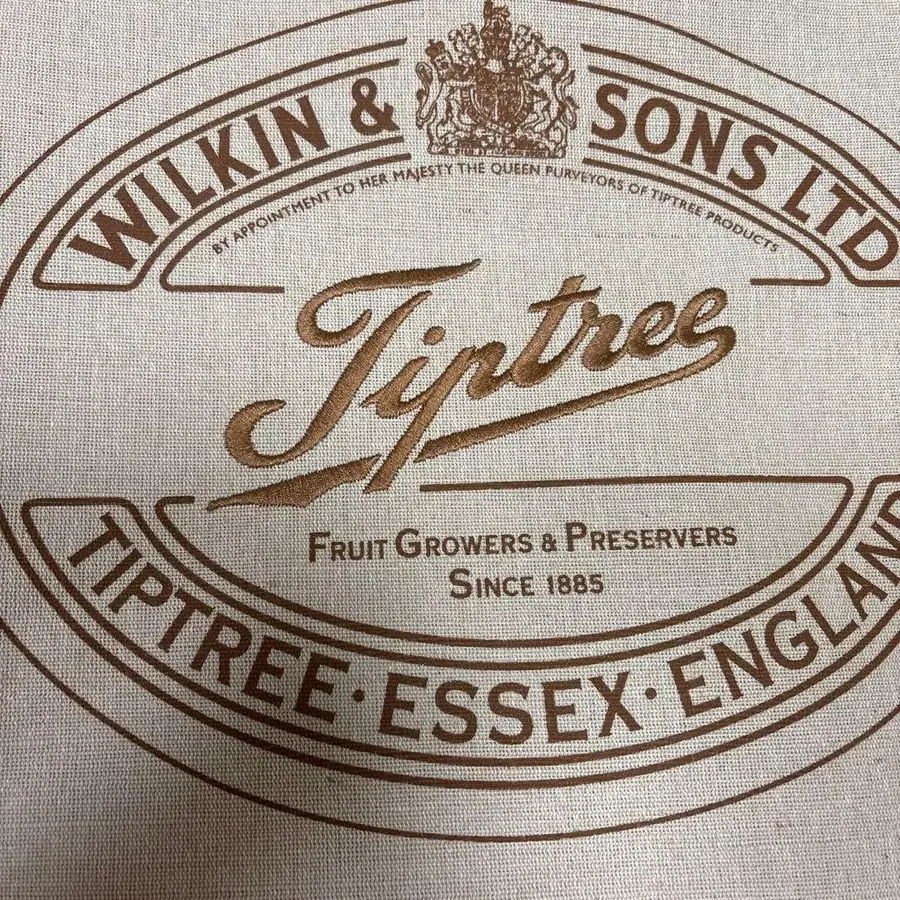 WILKIN & SONS LTD
BY APPOINTMENT TO HER MAJESTY THE QUEEN PURVEYORS OF TIPTREE PRODUCTS
Tiptree
FRUIT GROWERS & PRESERVERS
SINCE 1885
TIPTREE · ESSEX · ENGLAND